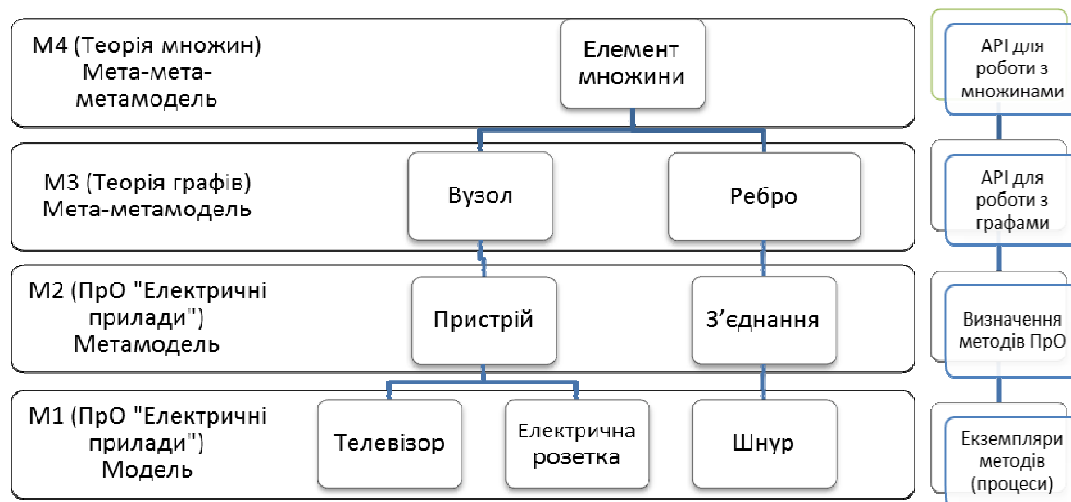 М4 (Теорія множин)
Мета-мета-
метамодель
Елемент
множини
АРІ для
роботи з
множинами
М3 (Теорія графів)
Мета-метамодель
Вузол
Ребро
АРІ для
роботи з
графами
М2 (ПрО "Електричні
прилади")
Метамодель
Пристрій
З’єднання
Визначення
методів ПрО
М1 (ПрО "Електричні
прилади")
Модель
Телевізор
Електрична
розетка
Шнур
Екземпляри
методів
(процеси)